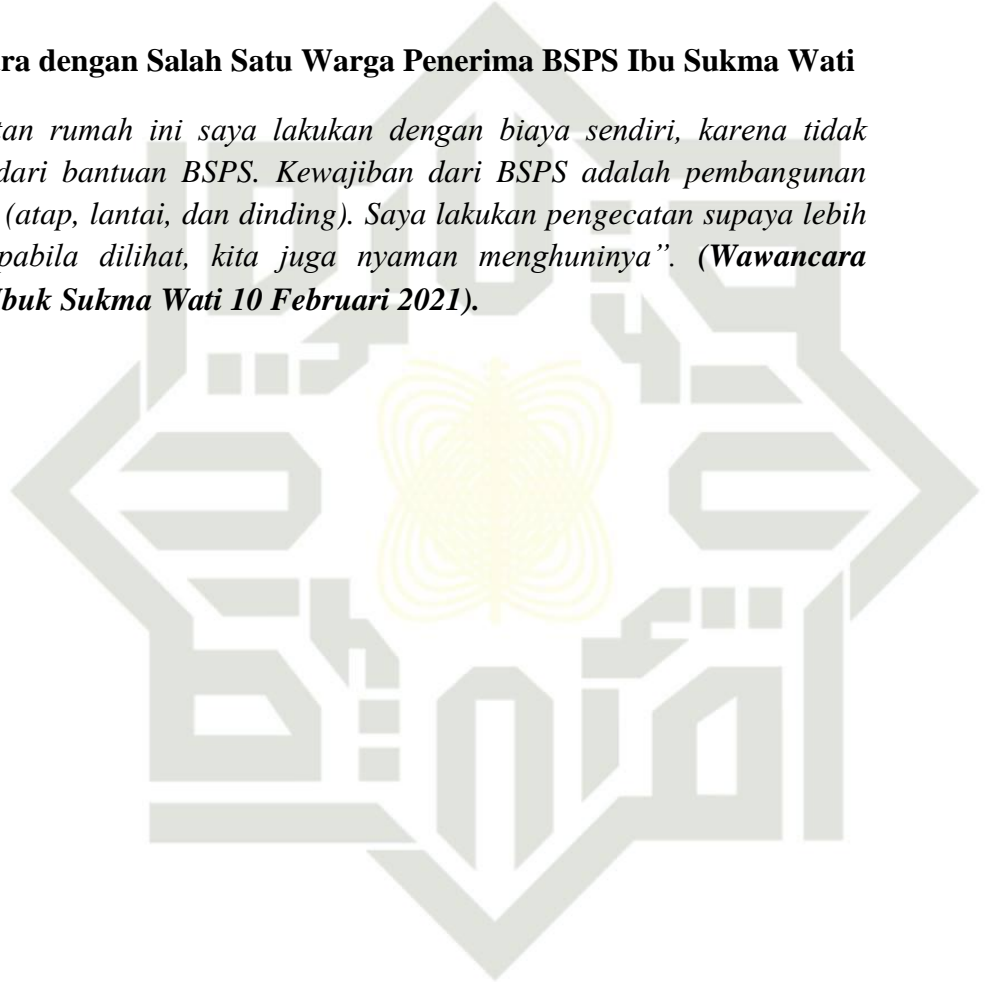 ra dengan Salah Satu Warga Penerima BSPS Ibu Sukma Wati
tan rumah ini saya lakukan dengan biaya sendiri, karena tidak
dari bantuan BSPS. Kewajiban dari BSPS adalah pembangunan
(atap, lantai, dan dinding). Saya lakukan pengecatan supaya lebih
pabila dilihat, kita juga nyaman menghuninya”. (Wawancara
Ibuk Sukma Wati 10 Februari 2021).